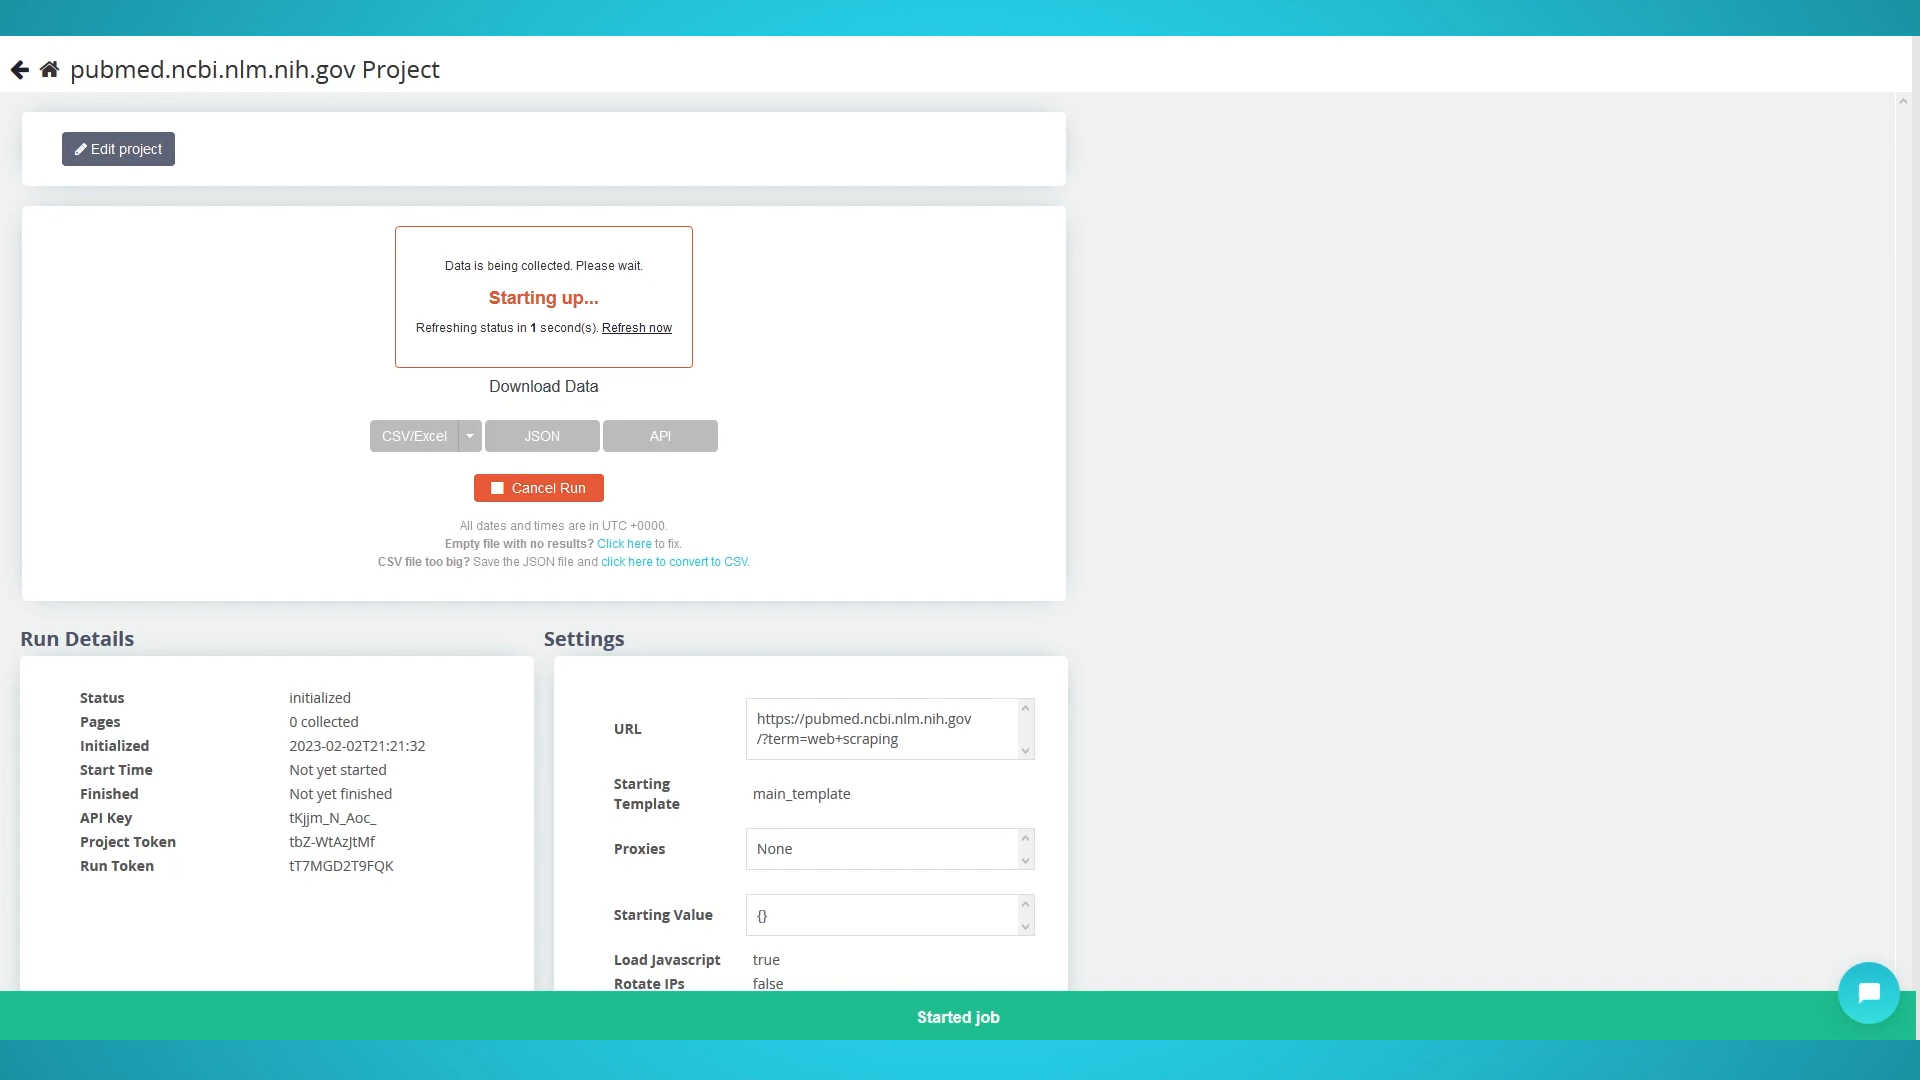 pubmed.ncbi.nlm.nih.gov Project
Edit project
Data is being collected. Please wait.
Starting up...
Refreshing status in 1 second(s). Refresh now
Download Data
CSV/Excel JSON API
Cancel Run
All dates and times are in UTC +0000.
Empty file with no results? Click here to fix.
CSV file too big? Save the JSON file and click here to convert to CSV.
Run Details
Status initialized
Pages 0 collected
Initialized 2023-02-02T21:21:32
Start Time Not yet started
Finished Not yet finished
API Key tKjjm_N_Aoc_
Project Token tbZ-WtAzJtMf
Run Token tT7MGD2T9FQK
Settings
URL
https://pubmed.ncbi.nlm.nih.gov
/?term=web+scraping
Starting
Template
main_template
Proxies None
Starting Value {}
Load Javascript true
Rotate IPs false
Started job